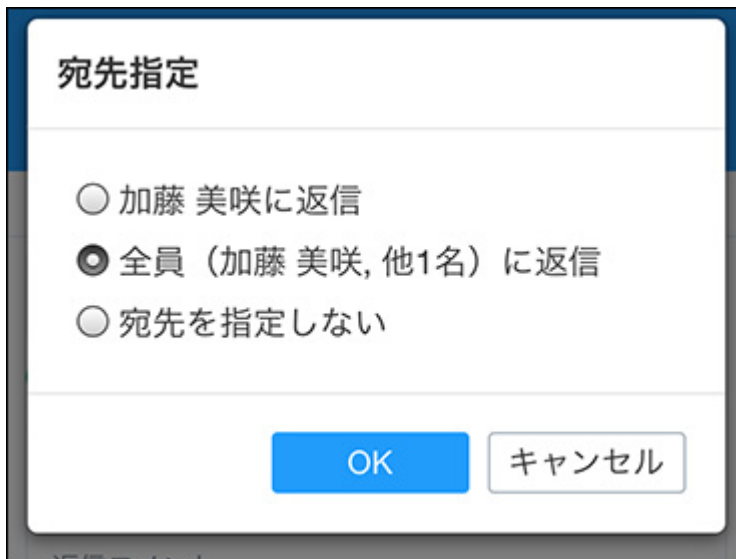 宛先指定
加藤 美咲に返信
全員（加藤 美咲, 他1名）に返信
宛先を指定しない
OK
キャンセル